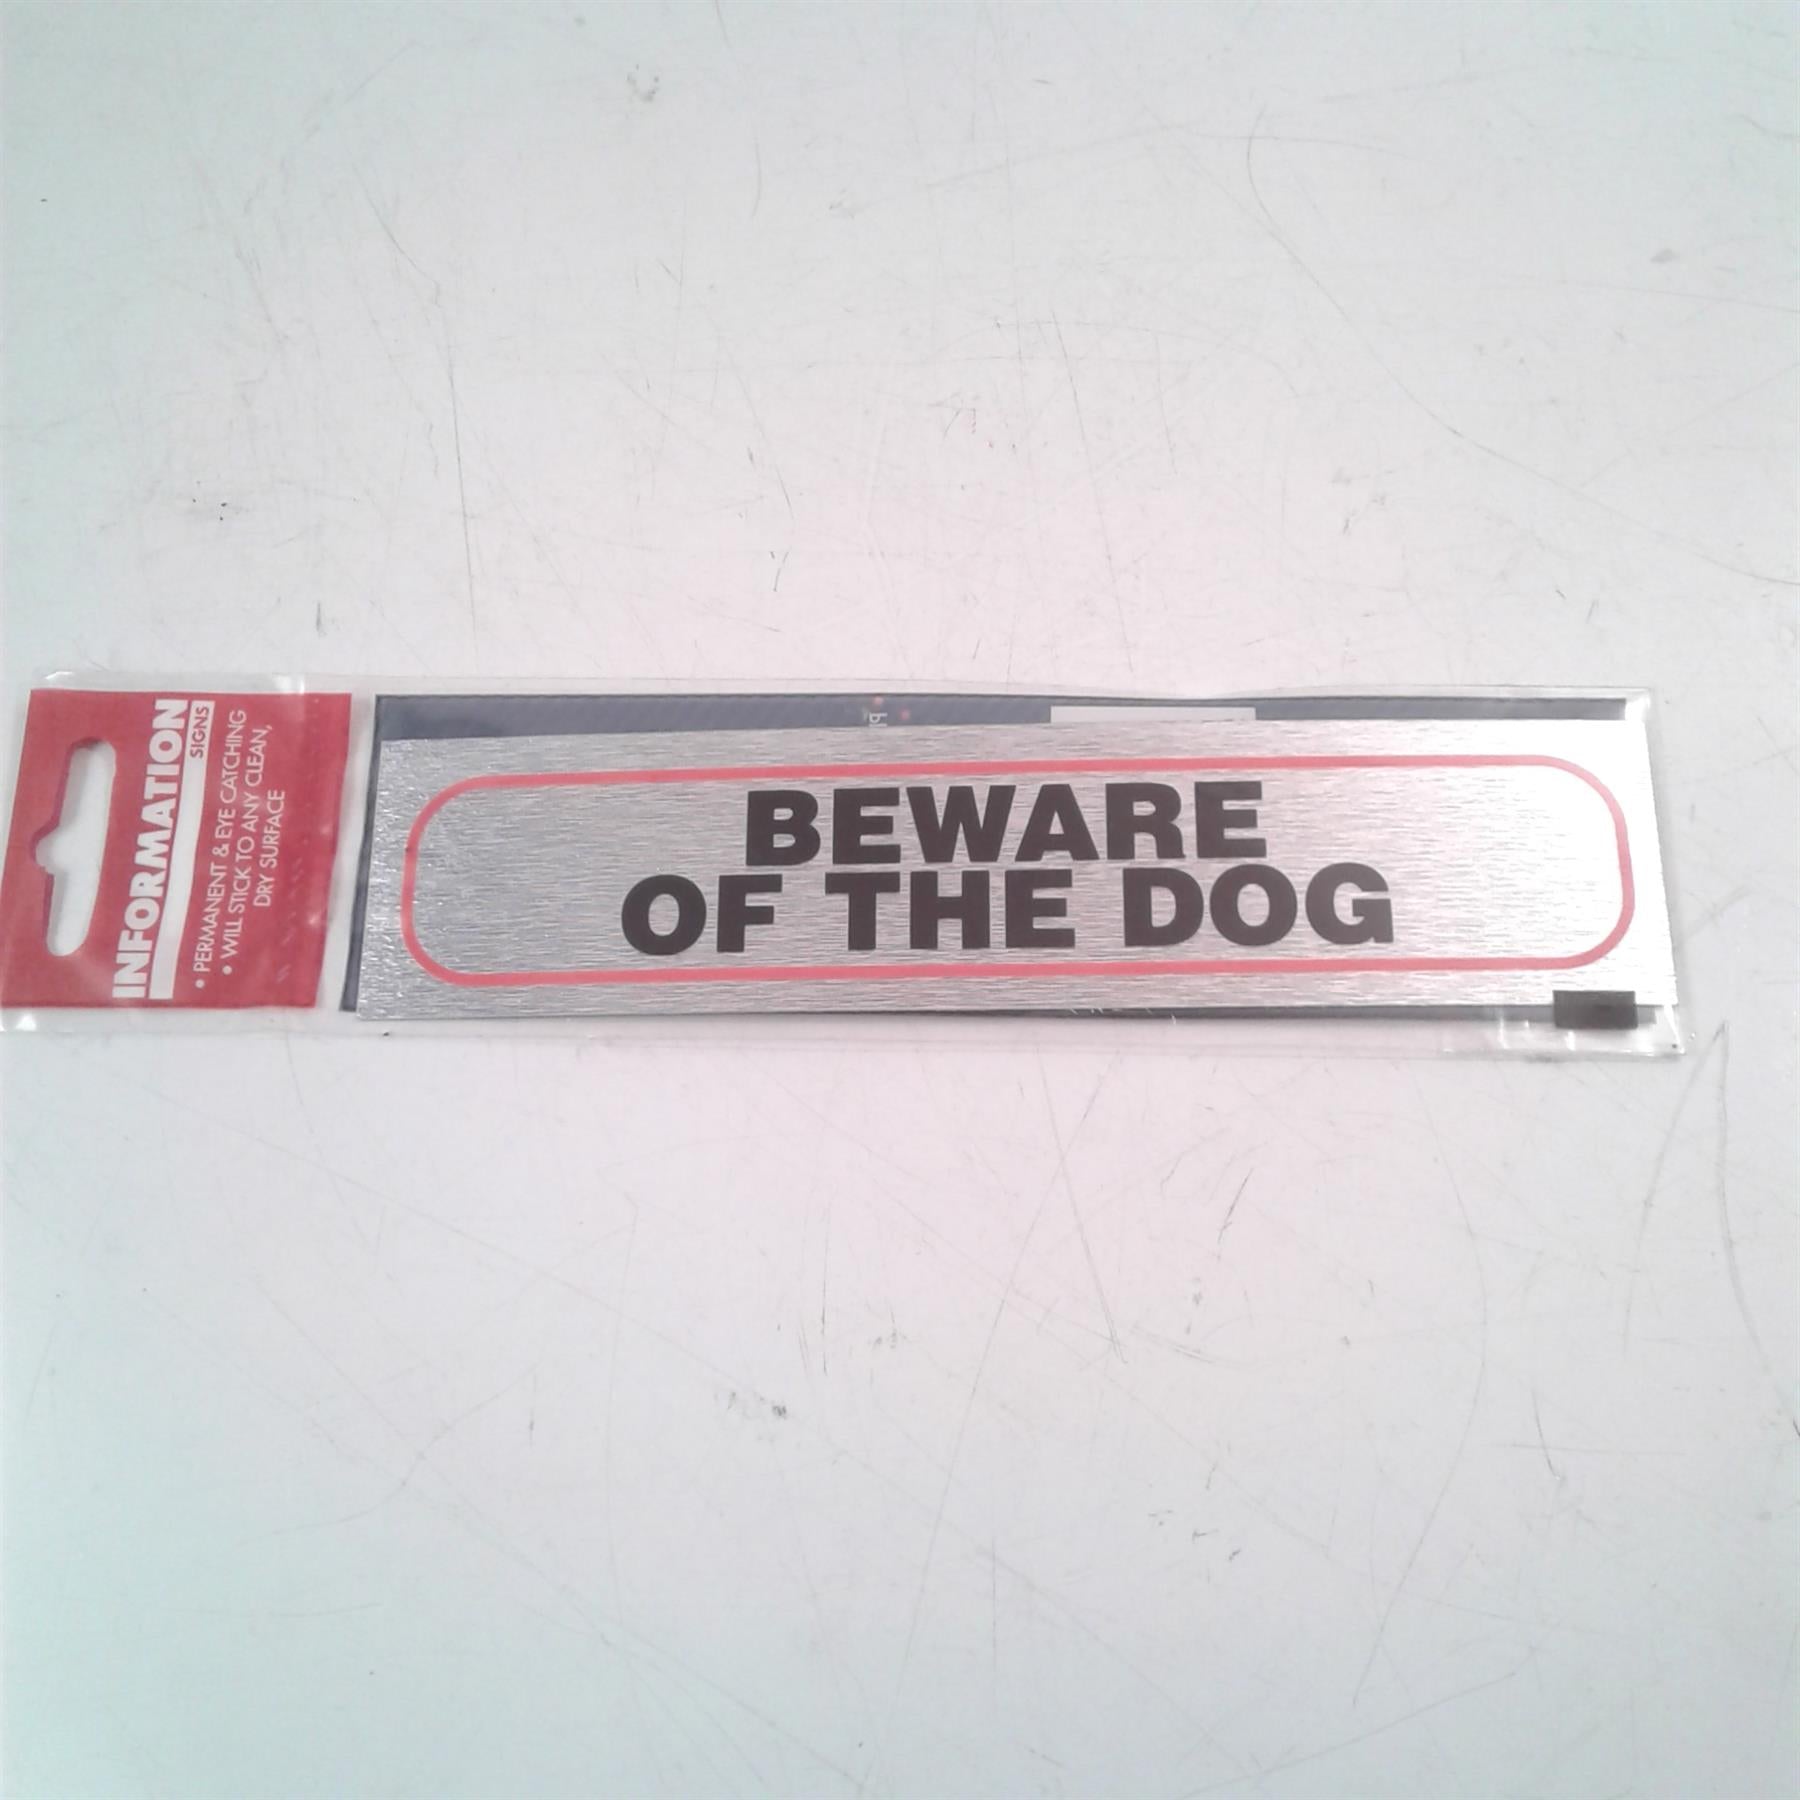 INFORMATION
SIGNS
• PERMANENT & EYE CATCHING
• WILL STICK TO ANY CLEAN,
DRY SURFACE
BEWARE
OF THE DOG